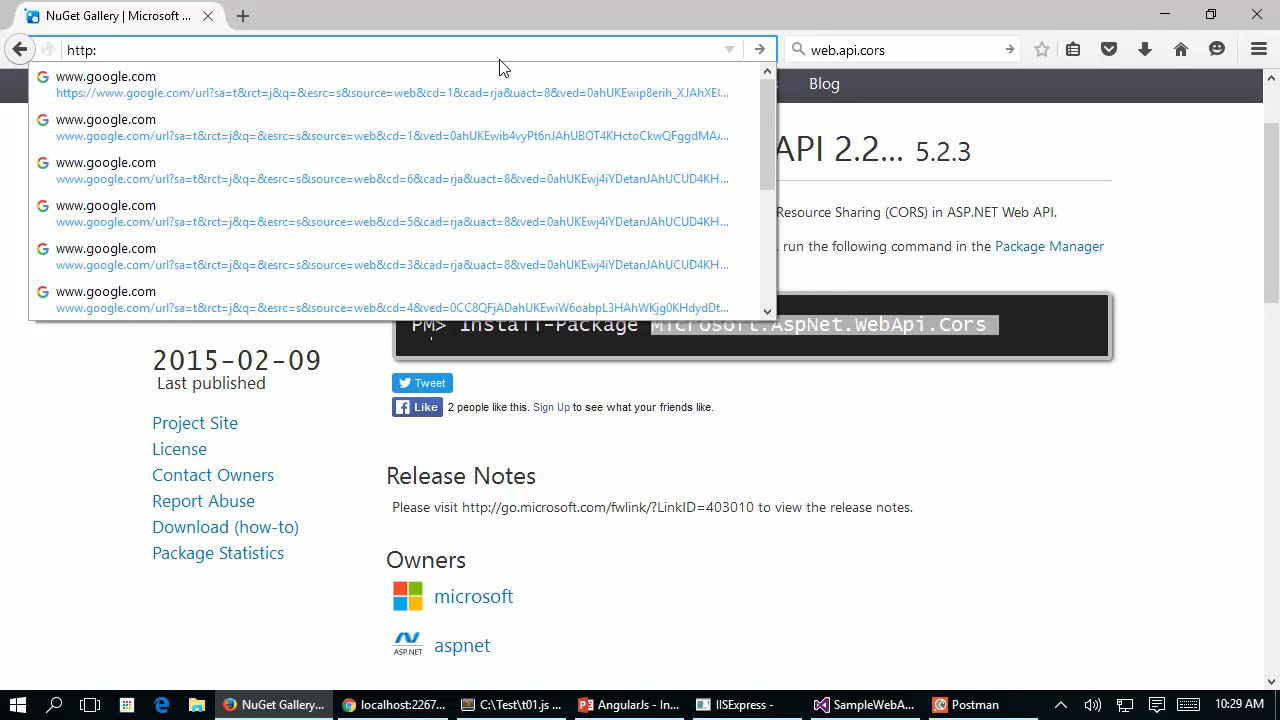 NuGet Gallery | Microsoft ...
http:
web.api.cors
www.google.com
https://www.google.com/url?sa=t&rct=j&q=&esrc=s&source=web&cd=1&cad=rja&uact=8&ved=0ahUKEwip8erih_XJAhXE(...
www.google.com
www.google.com/url?sa=t&rct=j&q=&esrc=s&source=web&cd=1&ved=0ahUKEwib4vyPt6nJAhUBOT4KHctoCkwQFggdMA...
www.google.com
www.google.com/url?sa=t&rct=j&q=&esrc=s&source=web&cd=6&cad=rja&uact=8&ved=0ahUKEwj4iYDetanJAhUCUD4KH...
www.google.com
www.google.com/url?sa=t&rct=j&q=&esrc=s&source=web&cd=5&cad=rja&uact=8&ved=0ahUKEwj4iYDetanJAhUCUD4KH...
www.google.com
www.google.com/url?sa=t&rct=j&q=&esrc=s&source=web&cd=3&cad=rja&uact=8&ved=0ahUKEwj4iYDetanJAhUCUD4KH...
www.google.com
www.google.com/url?sa=t&rct=j&q=&esrc=s&source=web&cd=4&ved=0CC8QFjADahUKEwiW6oabpL3HAhWKjg0KHdydDt...
Blog
API 2.2... 5.2.3
Resource Sharing (CORS) in ASP.NET Web API.
, run the following command in the Package Manager
PM> Install-Package Microsoft.AspNet.WebApi.Cors
2015-02-09
Last published
Tweet
Like 2 people like this. Sign Up to see what your friends like.
Project Site
License
Contact Owners
Report Abuse
Download (how-to)
Package Statistics
Release Notes
Please visit http://go.microsoft.com/fwlink/?LinkID=403010 to view the release notes.
Owners
microsoft
ASP.NET
aspnet
NuGet Gallery...
localhost:2267...
C:\Test\t01.js ...
AngularJs - In...
IISExpress -
SampleWebA...
Postman
10:29 AM